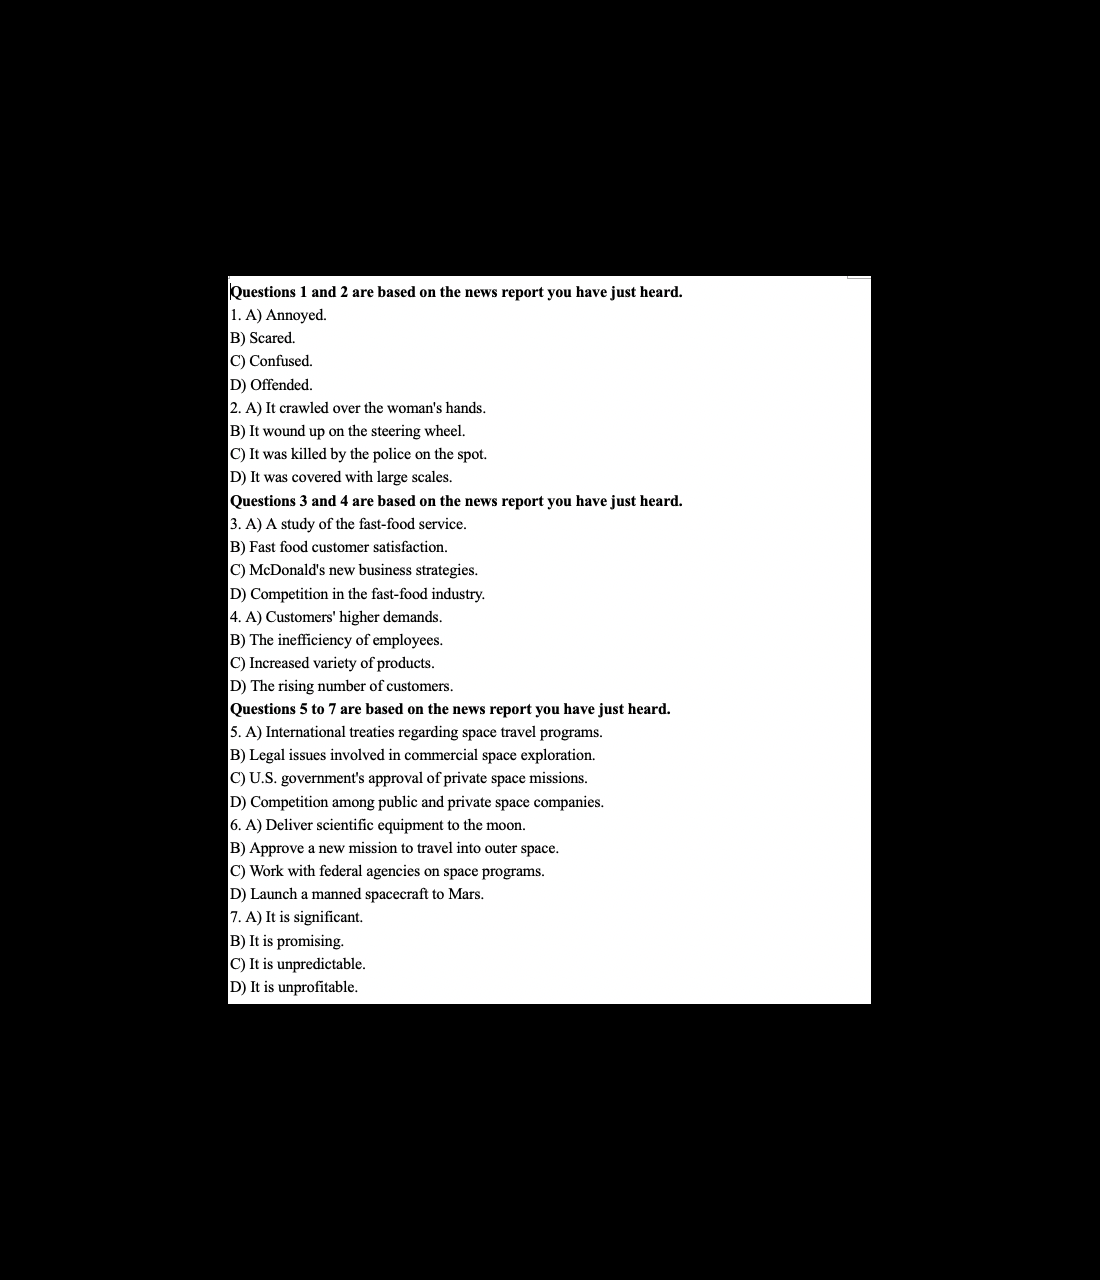 Questions 1 and 2 are based on the news report you have just heard.
1. A) Annoyed.
B) Scared.
C) Confused.
D) Offended.
2. A) It crawled over the woman's hands.
B) It wound up on the steering wheel.
C) It was killed by the police on the spot.
D) It was covered with large scales.
Questions 3 and 4 are based on the news report you have just heard.
3. A) A study of the fast-food service.
B) Fast food customer satisfaction.
C) McDonald's new business strategies.
D) Competition in the fast-food industry.
4. A) Customers' higher demands.
B) The inefficiency of employees.
C) Increased variety of products.
D) The rising number of customers.
Questions 5 to 7 are based on the news report you have just heard.
5. A) International treaties regarding space travel programs.
B) Legal issues involved in commercial space exploration.
C) U.S. government's approval of private space missions.
D) Competition among public and private space companies.
6. A) Deliver scientific equipment to the moon.
B) Approve a new mission to travel into outer space.
C) Work with federal agencies on space programs.
D) Launch a manned spacecraft to Mars.
7. A) It is significant.
B) It is promising.
C) It is unpredictable.
D) It is unprofitable.